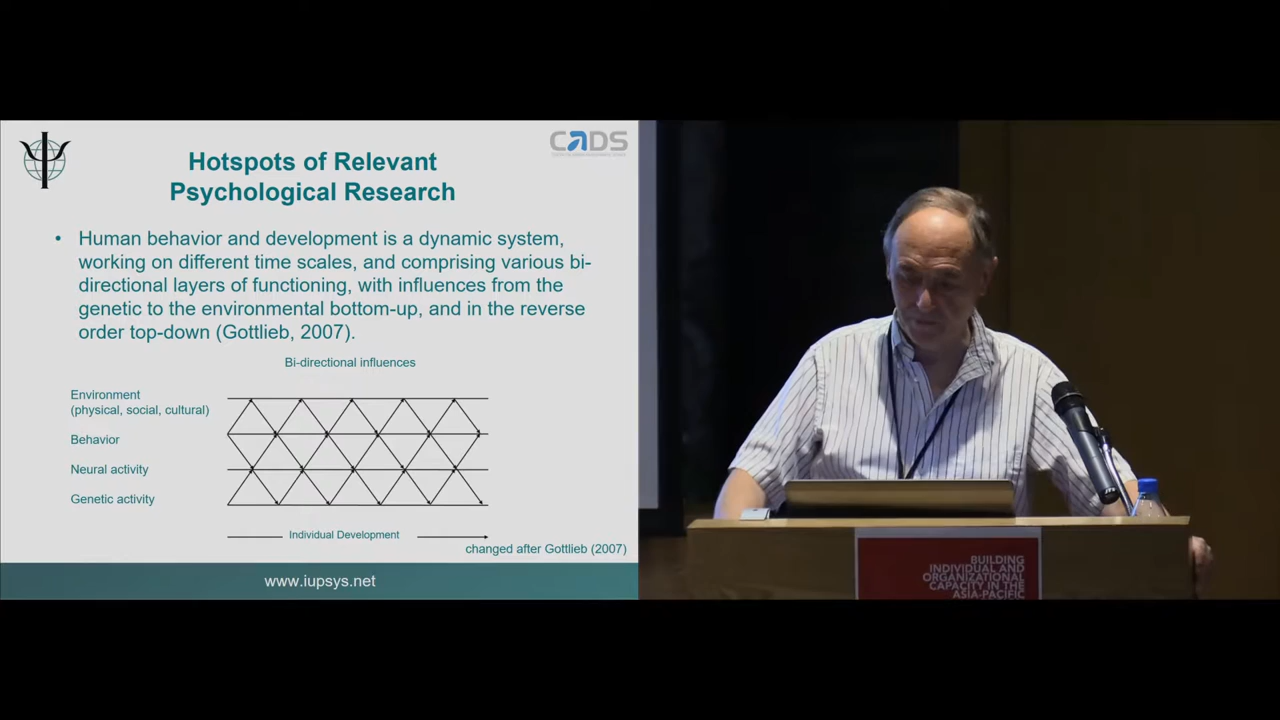 CADS
Hotspots of Relevant
Psychological Research
• Human behavior and development is a dynamic system,
working on different time scales, and comprising various bi-
directional layers of functioning, with influences from the
genetic to the environmental bottom-up, and in the reverse
order top-down (Gottlieb, 2007).
Bi-directional influences
Environment
(physical, social, cultural)
Behavior
Neural activity
Genetic activity
Individual Development
changed after Gottlieb (2007)
www.iupsys.net
BUILDING
INDIVIDUAL AND
ORGANIZATIONAL
CAPACITY IN THE
ASIA-PACIFIC